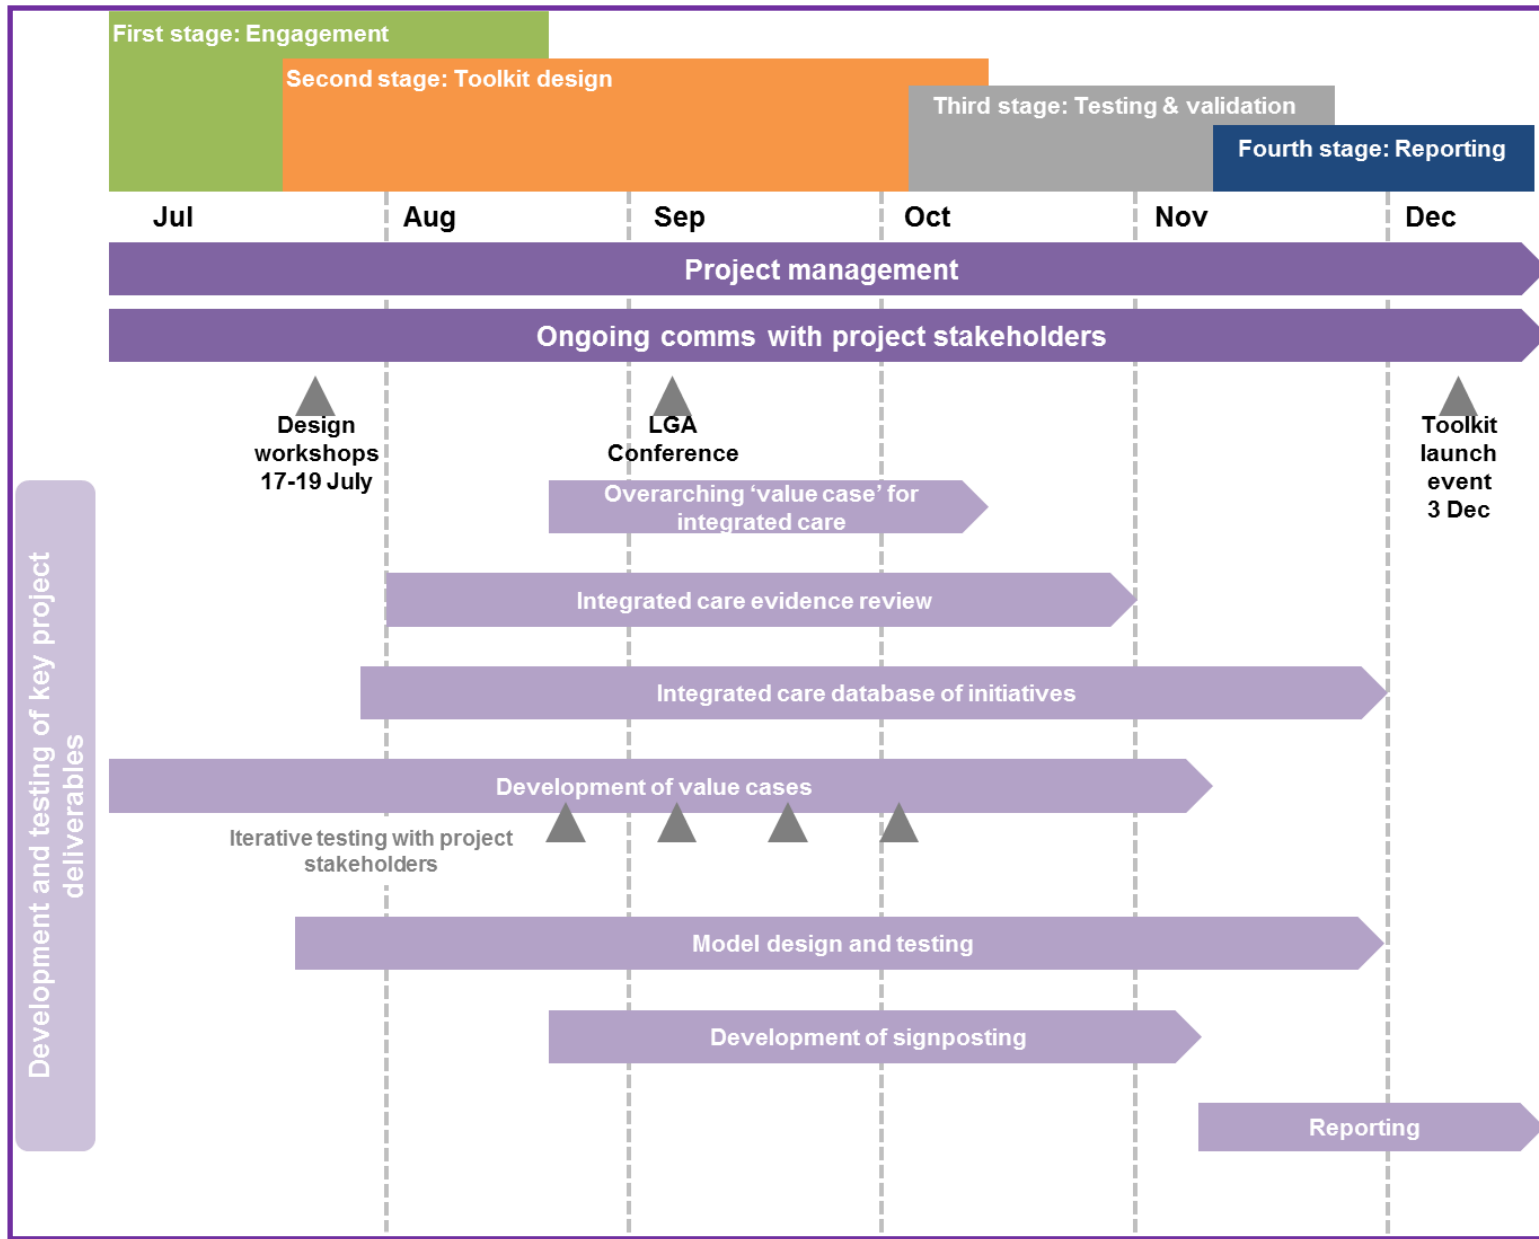 First stage: Engagement
Second stage: Toolkit design
Third stage: Testing & validation
Fourth stage: Reporting
Jul Aug Sep Oct Nov Dec
Project management
Ongoing comms with project stakeholders
Design
workshops
17-19 July
LGA
Conference
Toolkit
launch
event
3 Dec
Development and testing of key project
deliverables
Overarching ‘value case’ for
integrated care
Integrated care evidence review
Integrated care database of initiatives
Development of value cases
Iterative testing with project
stakeholders
Model design and testing
Development of signposting
Reporting